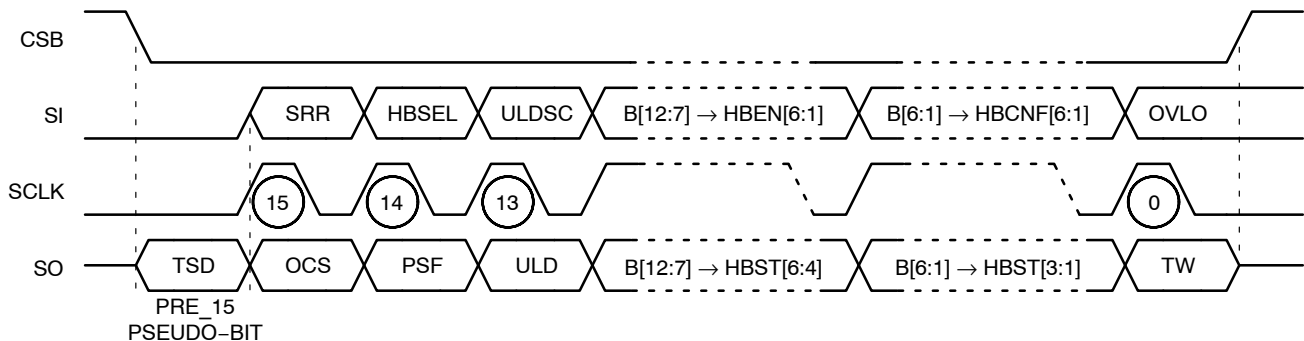 CSB
SI SRR HBSEL ULDSC B[12:7] → HBEN[6:1] B[6:1] → HBCNF[6:1] OVLO
SCLK 15 14 13 0
SO TSD OCS PSF ULD B[12:7] → HBST[6:4] B[6:1] → HBST[3:1] TW
PRE_15
PSEUDO−BIT